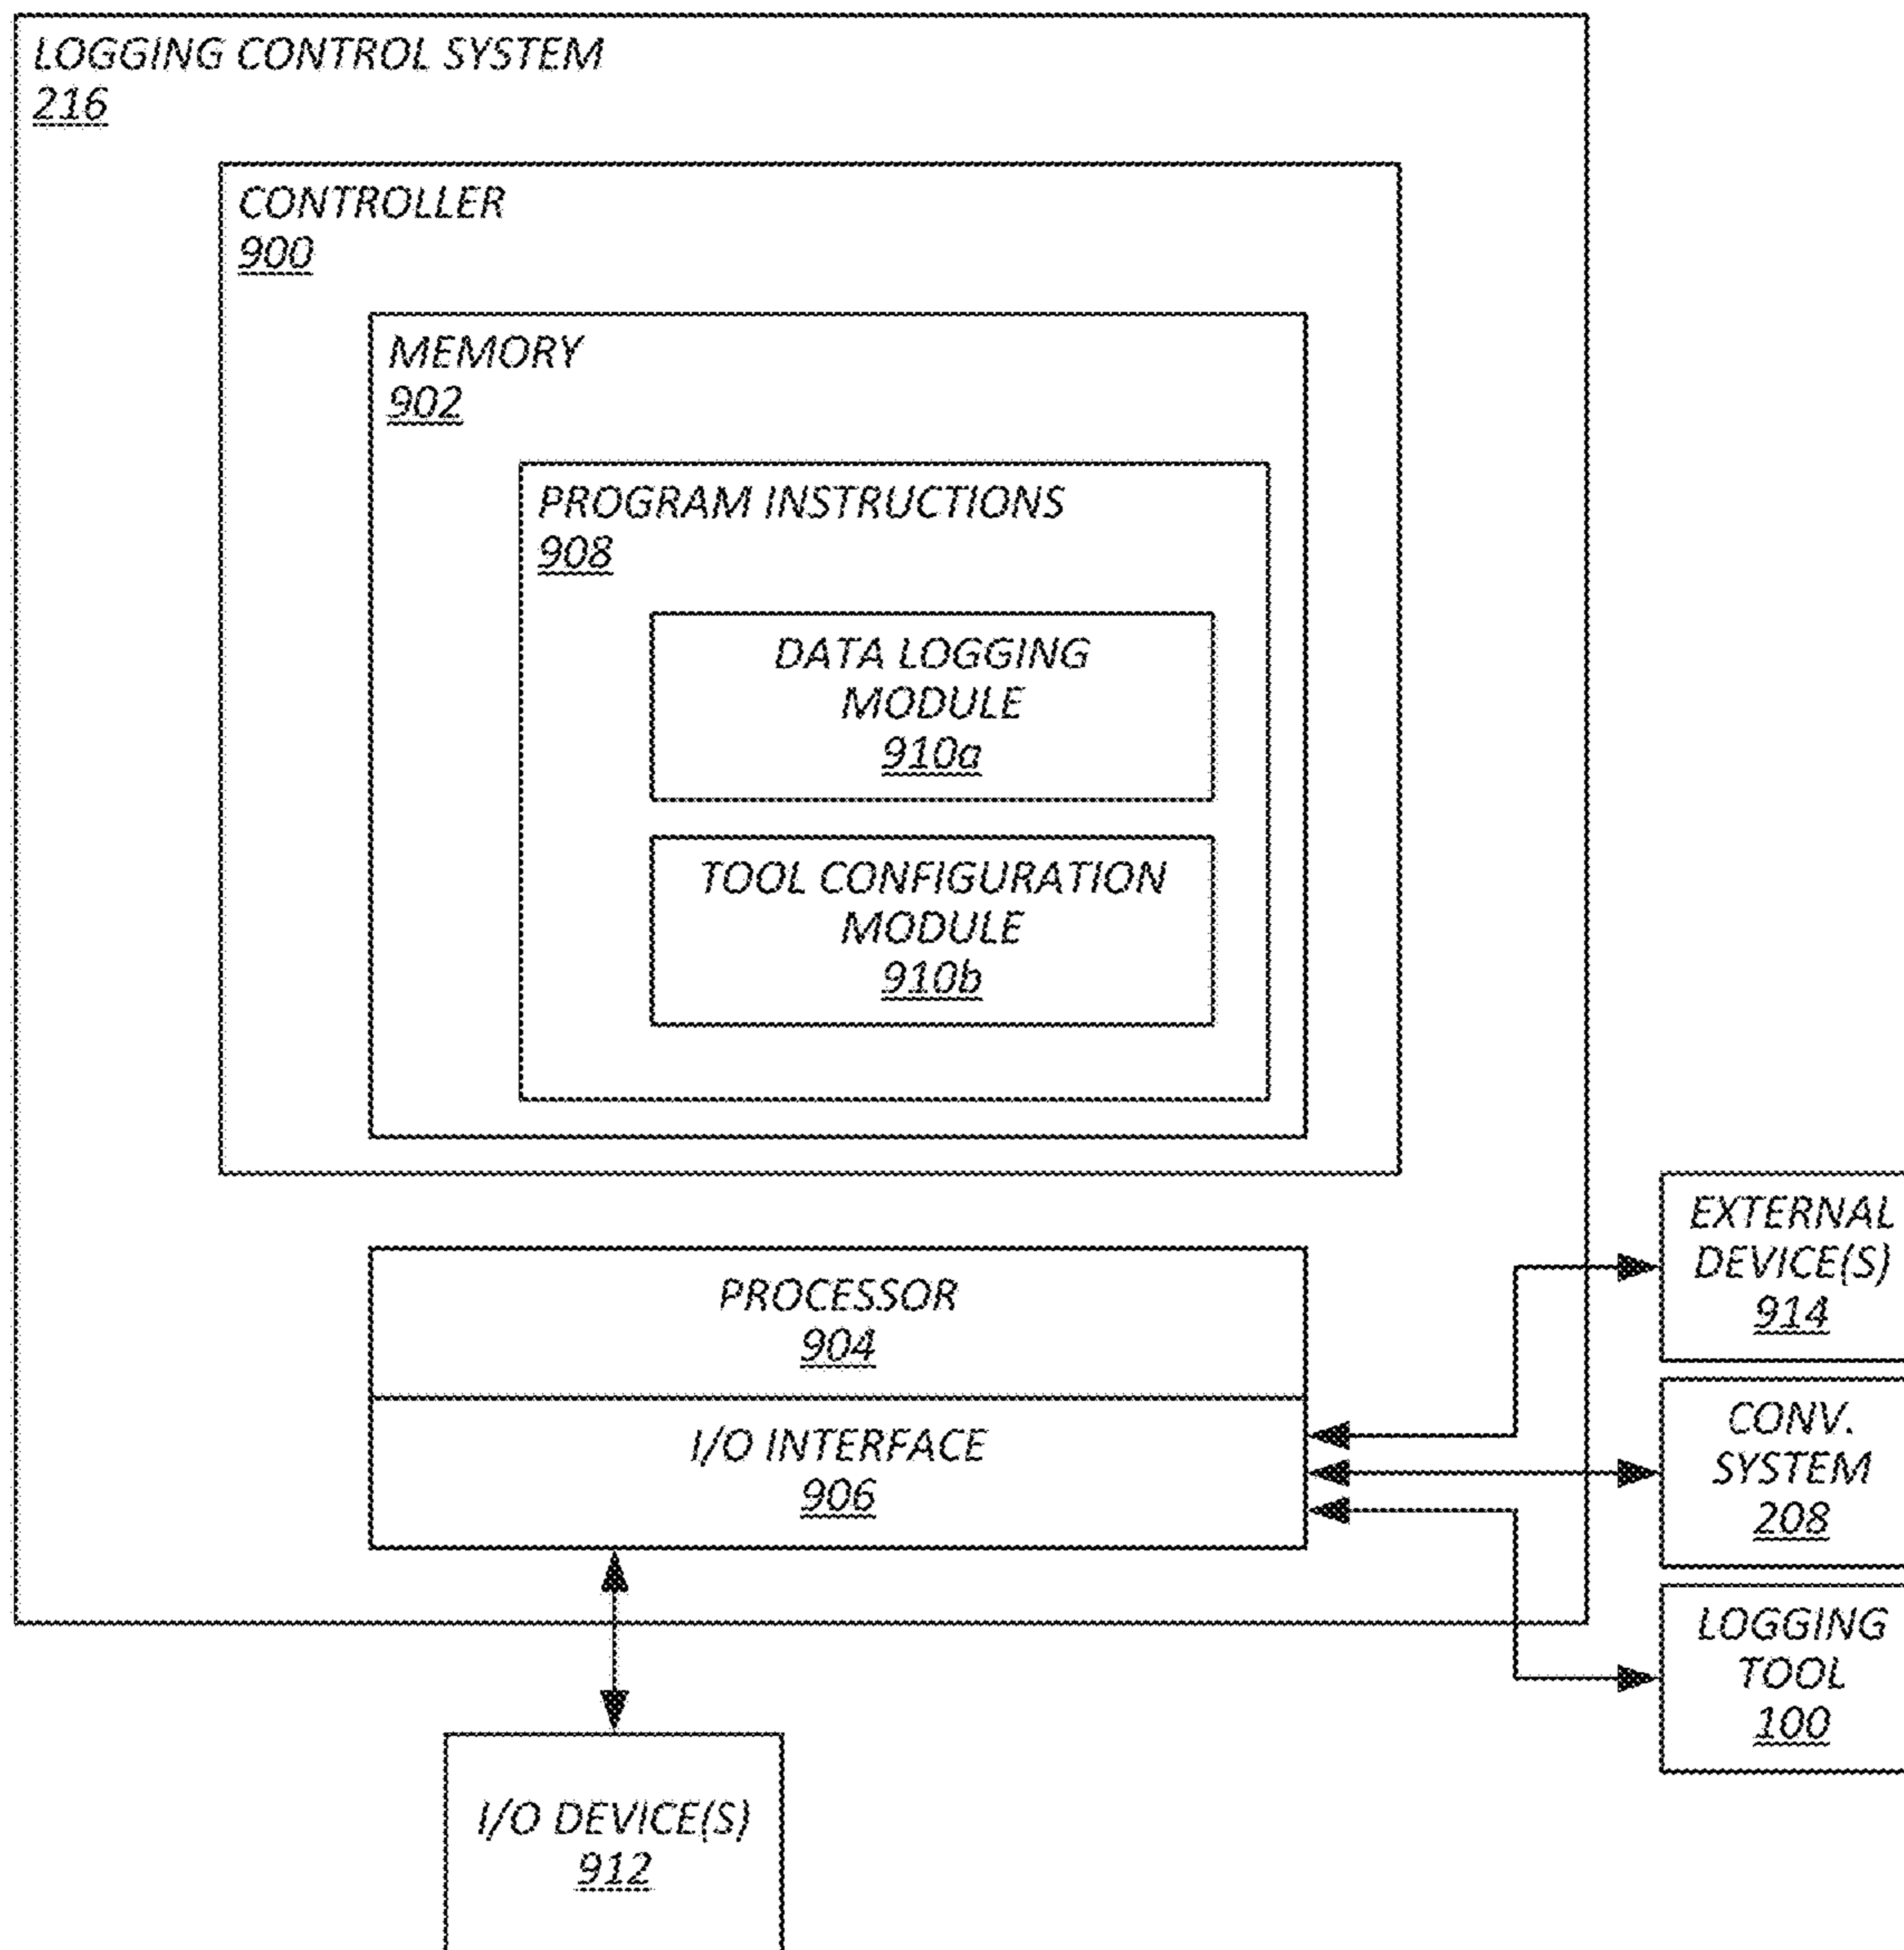 LOGGING CONTROL SYSTEM
216
CONTROLLER
900
MEMORY
902
PROGRAM INSTRUCTIONS
908
DATA LOGGING
MODULE
910a
TOOL CONFIGURATION
MODULE
910b
PROCESSOR
904
I/O INTERFACE
906
EXTERNAL
DEVICE(S)
914
CONV.
SYSTEM
208
LOGGING
TOOL
100
I/O DEVICE(S)
912